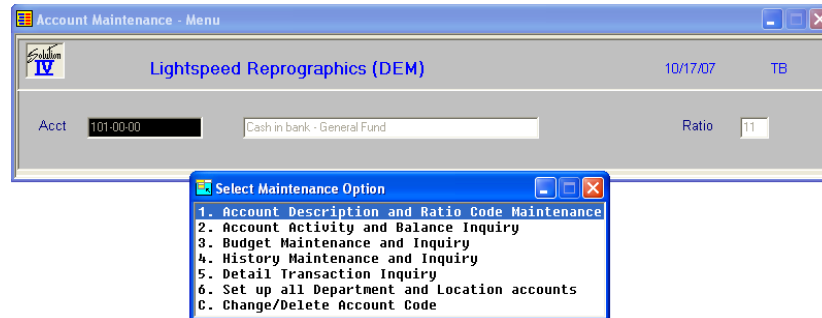 Account Maintenance - Menu
Solution
IV
Lightspeed Reprographics (DEM) 10/17/07 TB
Acct 101-00-00 Cash in bank - General Fund Ratio 11
Select Maintenance Option
1. Account Description and Ratio Code Maintenance
2. Account Activity and Balance Inquiry
3. Budget Maintenance and Inquiry
4. History Maintenance and Inquiry
5. Detail Transaction Inquiry
6. Set up all Department and Location accounts
C. Change/Delete Account Code